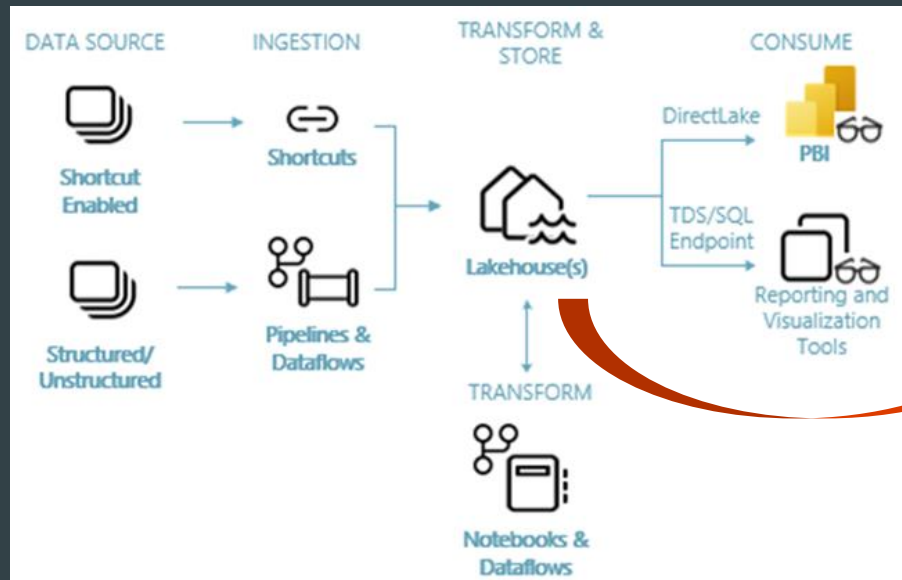 DATA SOURCE
INGESTION
TRANSFORM &
STORE
CONSUME
Shortcut
Enabled
Shortcuts
Structured/
Unstructured
Pipelines &
Dataflows
Lakehouse(s)
TRANSFORM
Notebooks &
Dataflows
DirectLake
PBI
TDS/SQL
Endpoint
Reporting and
Visualization
Tools